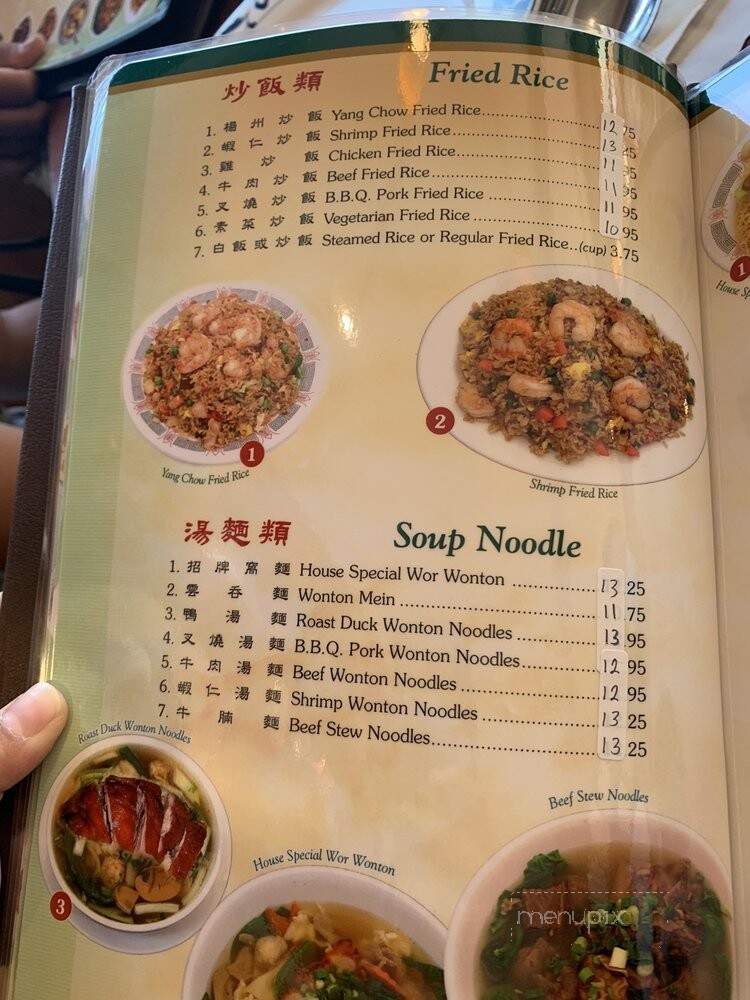 炒飯類 Fried Rice
1. 楊州炒飯 Yang Chow Fried Rice 12.75
2. 蝦仁炒飯 Shrimp Fried Rice 13.25
3. 雞炒飯 Chicken Fried Rice 11.95
4. 牛肉炒飯 Beef Fried Rice 11.95
5. 叉燒炒飯 B.B.Q. Pork Fried Rice 11.95
6. 素菜炒飯 Vegetarian Fried Rice 10.95
7. 白飯或炒飯 Steamed Rice or Regular Fried Rice..(cup) 3.75
1
Yang Chow Fried Rice
2
Shrimp Fried Rice
1
House Sp
湯麵類 Soup Noodle
1. 招牌窩麵 House Special Wor Wonton 13.25
2. 雲吞麵 Wonton Mein 11.75
3. 鴨湯麵 Roast Duck Wonton Noodles 13.95
4. 叉燒湯麵 B.B.Q. Pork Wonton Noodles 12.95
5. 牛肉湯麵 Beef Wonton Noodles 12.95
6. 蝦仁湯麵 Shrimp Wonton Noodles 13.25
7. 牛腩麵 Beef Stew Noodles 13.25
Roast Duck Wonton Noodles
3
House Special Wor Wonton
Beef Stew Noodles
menupix